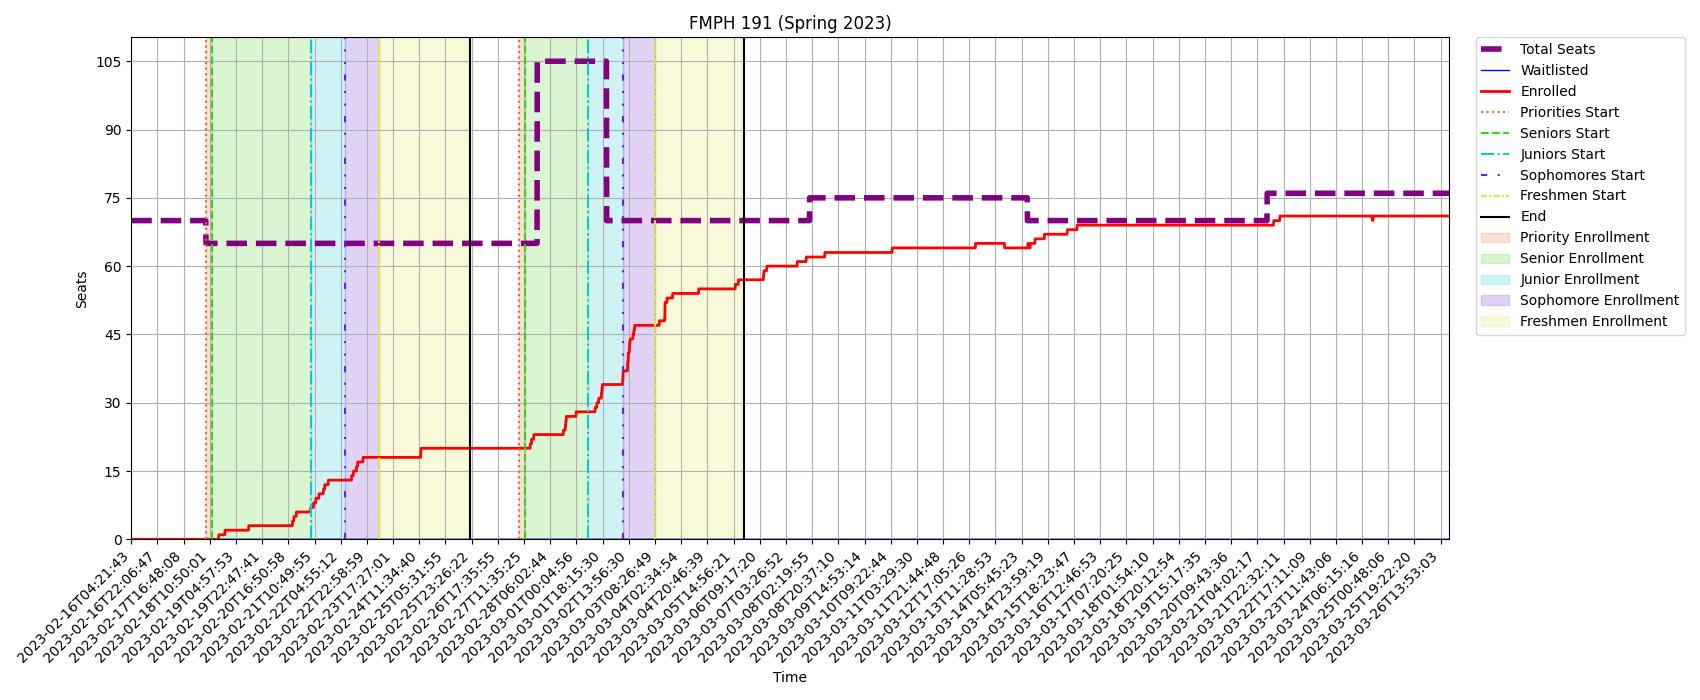 FMPH 191 (Spring 2023)
105
90
75
60
45
30
15
0
Seats
2023-02-16T04:21:43
2023-02-16T22:06:47
2023-02-17T16:48:08
2023-02-18T10:50:01
2023-02-19T04:57:53
2023-02-19T22:47:41
2023-02-20T16:50:58
2023-02-21T10:49:55
2023-02-22T04:55:12
2023-02-22T22:58:59
2023-02-23T17:27:01
2023-02-24T11:34:40
2023-02-25T05:31:55
2023-02-25T23:26:22
2023-02-26T17:35:55
2023-02-27T11:35:25
2023-02-28T06:02:44
2023-03-01T00:04:56
2023-03-01T18:15:30
2023-03-02T13:56:30
2023-03-03T08:26:49
2023-03-04T02:34:54
2023-03-04T20:46:39
2023-03-05T14:56:21
2023-03-06T09:17:20
2023-03-07T03:26:52
2023-03-08T02:19:55
2023-03-08T20:37:10
2023-03-09T14:53:14
2023-03-10T09:22:44
2023-03-11T03:29:30
2023-03-11T21:44:48
2023-03-12T17:05:26
2023-03-13T11:28:53
2023-03-14T05:45:23
2023-03-14T23:59:19
2023-03-15T18:23:47
2023-03-16T12:46:53
2023-03-17T07:20:25
2023-03-18T01:54:10
2023-03-18T20:12:54
2023-03-19T15:17:35
2023-03-20T09:43:36
2023-03-21T04:02:17
2023-03-21T22:32:11
2023-03-22T17:11:09
2023-03-23T11:43:06
2023-03-24T06:15:16
2023-03-25T00:48:06
2023-03-25T19:22:20
2023-03-26T13:53:03
Time
Total Seats
Waitlisted
Enrolled
Priorities Start
Seniors Start
Juniors Start
Sophomores Start
Freshmen Start
End
Priority Enrollment
Senior Enrollment
Junior Enrollment
Sophomore Enrollment
Freshmen Enrollment